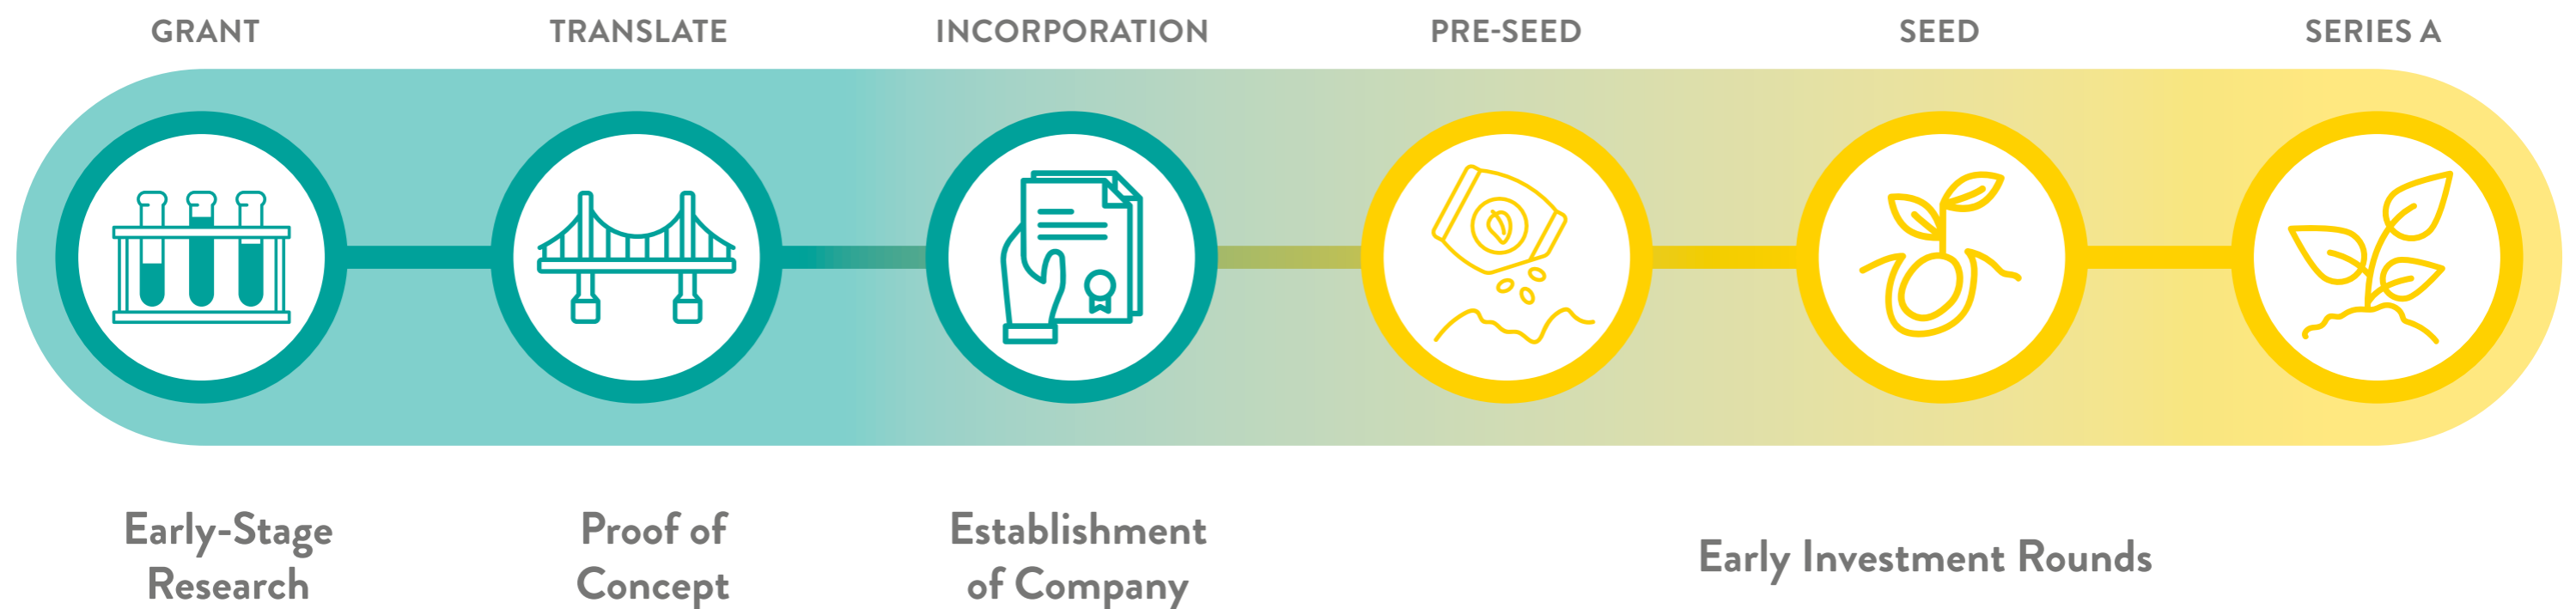 GRANT
TRANSLATE
INCORPORATION
PRE-SEED
SEED
SERIES A
Early-Stage
Research
Proof of
Concept
Establishment
of Company
Early Investment Rounds